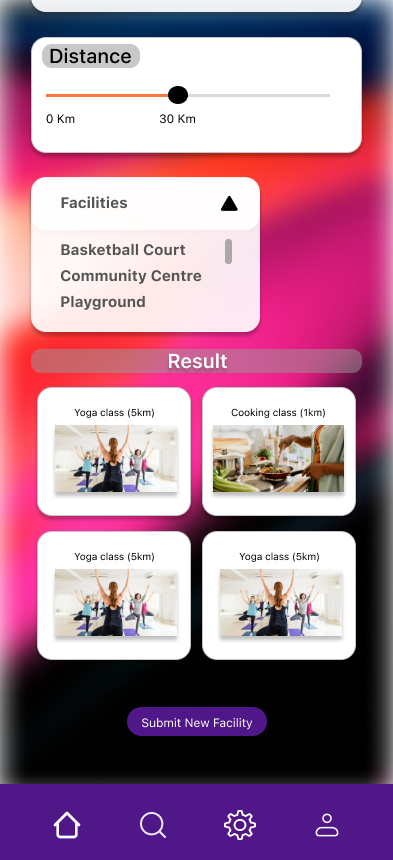 Distance
0 Km 30 Km
Facilities
Basketball Court
Community Centre
Playground
Result
Yoga class (5km) Cooking class (1km)
Yoga class (5km) Yoga class (5km)
Submit New Facility